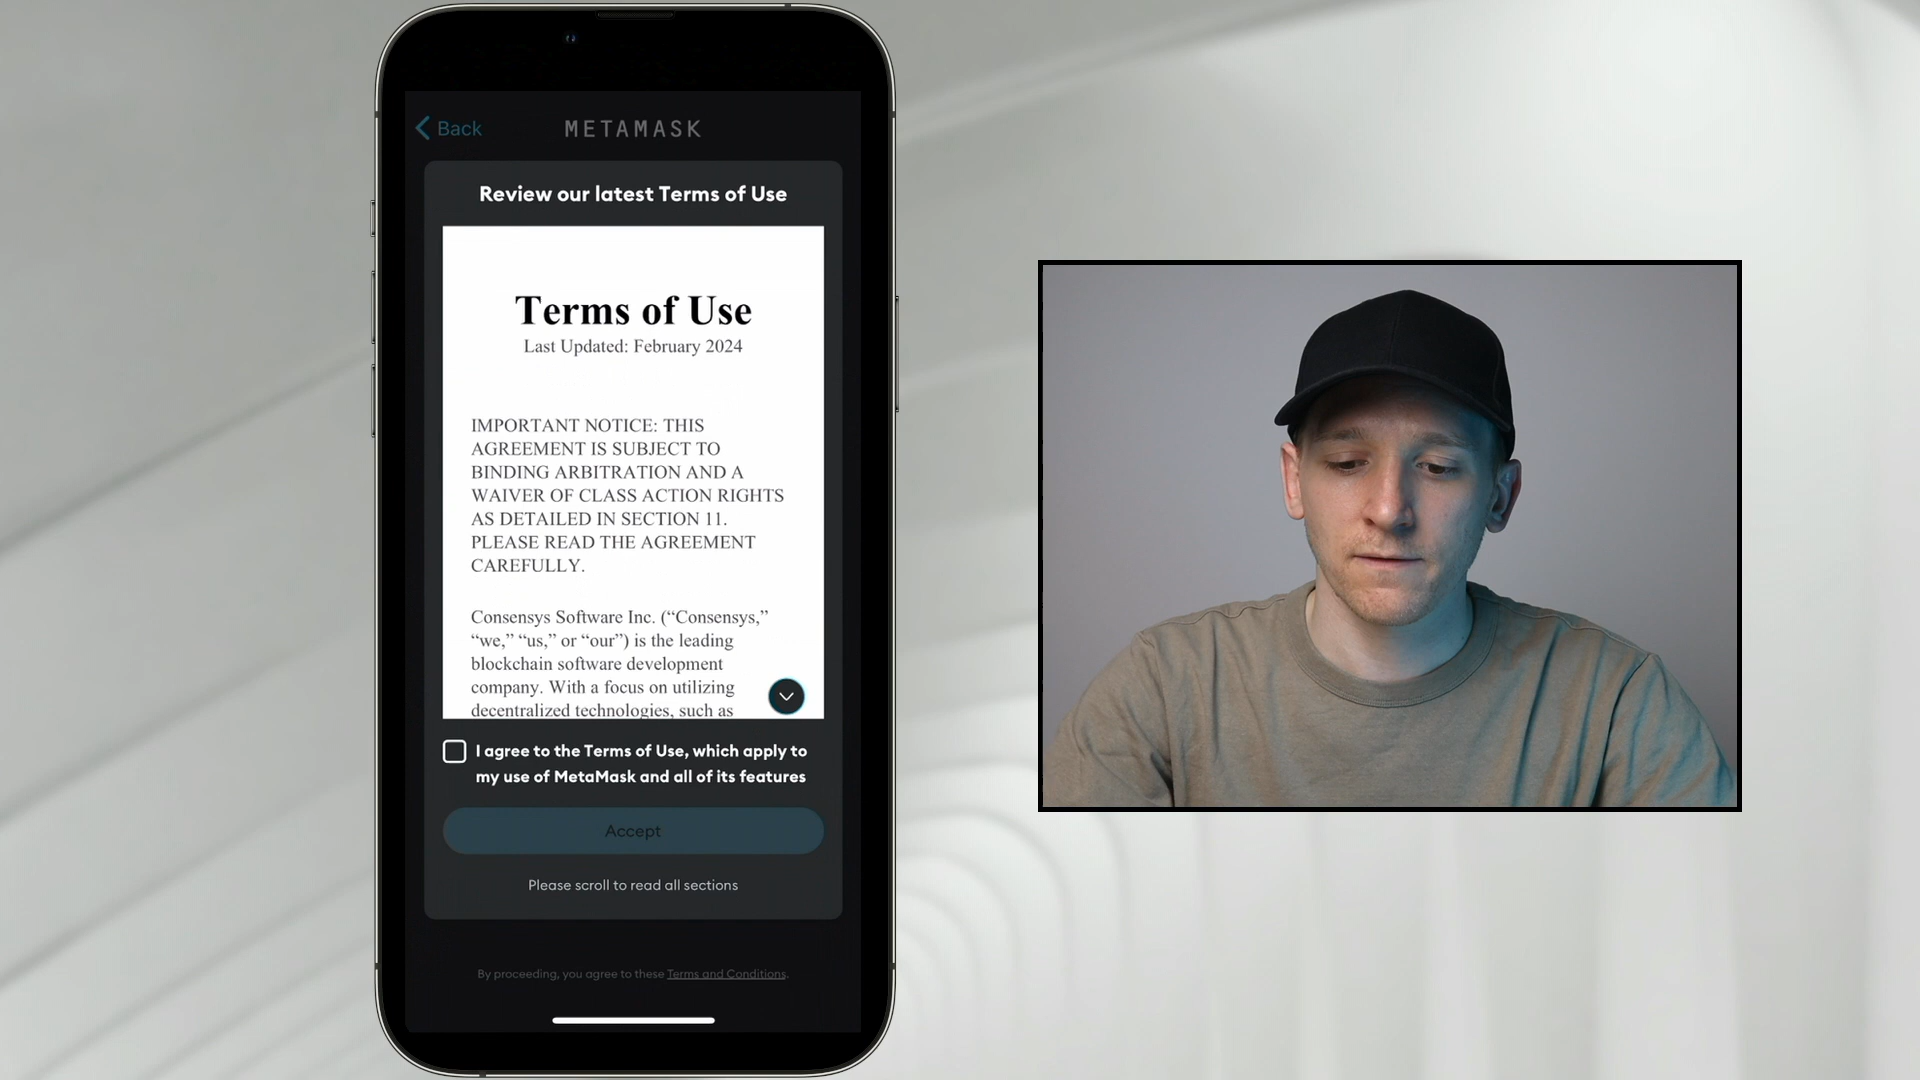 Back
METAMASK
Review our latest Terms of Use
Terms of Use
Last Updated: February 2024
IMPORTANT NOTICE: THIS
AGREEMENT IS SUBJECT TO
BINDING ARBITRATION AND A
WAIVER OF CLASS ACTION RIGHTS
AS DETAILED IN SECTION 11.
PLEASE READ THE AGREEMENT
CAREFULLY.
Consensys Software Inc. (“Consensys,”
“we,” “us,” or “our”) is the leading
blockchain software development
company. With a focus on utilizing
decentralized technologies, such as
I agree to the Terms of Use, which apply to
my use of MetaMask and all of its features
Accept
Please scroll to read all sections
By proceeding, you agree to these Terms and Conditions.